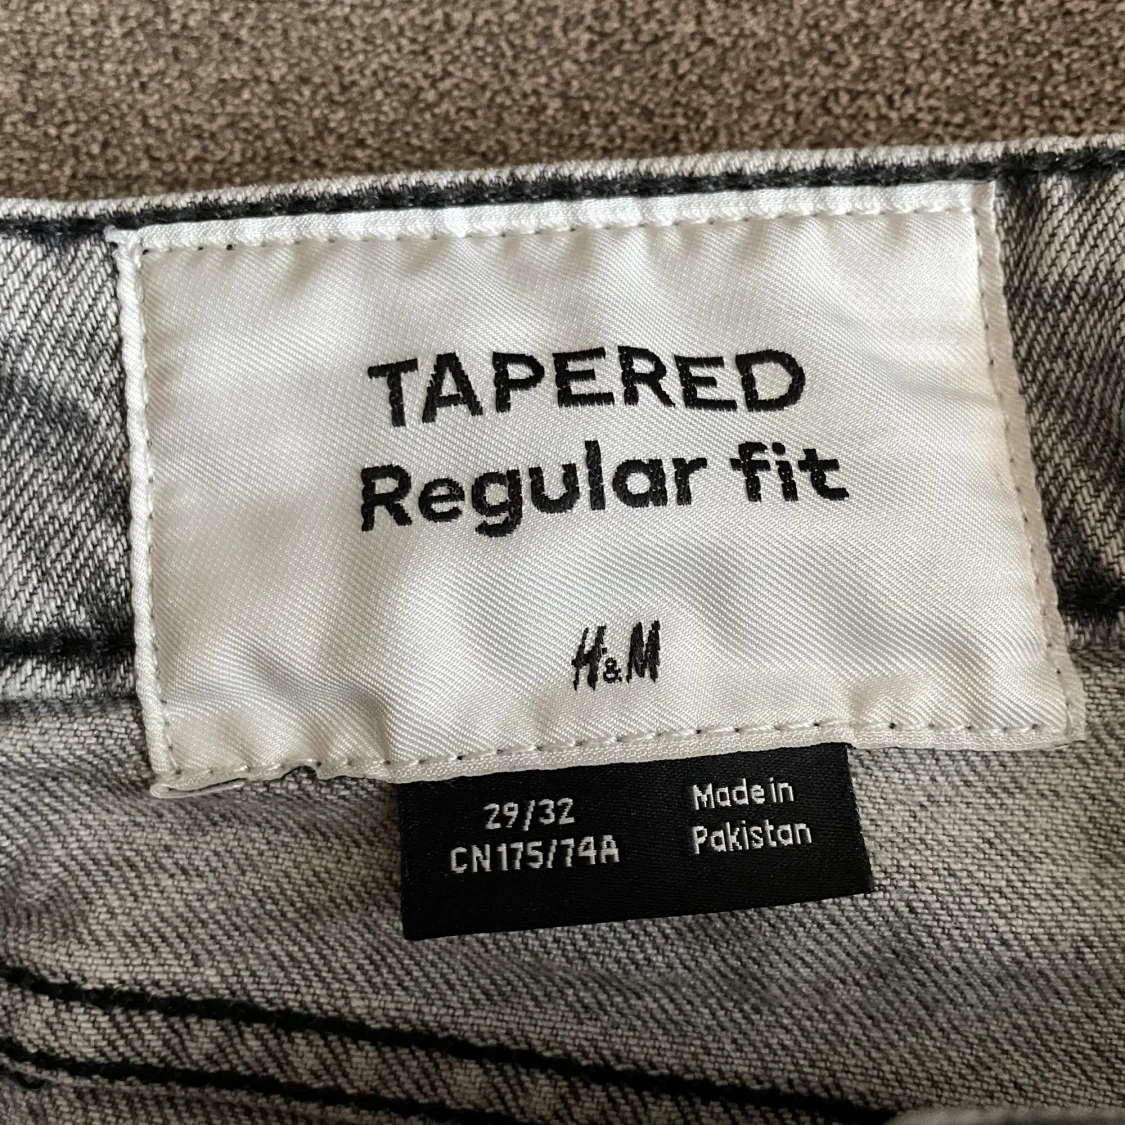 TAPERED
Regular fit
H&M
29/32
CN175/74A
Made in
Pakistan